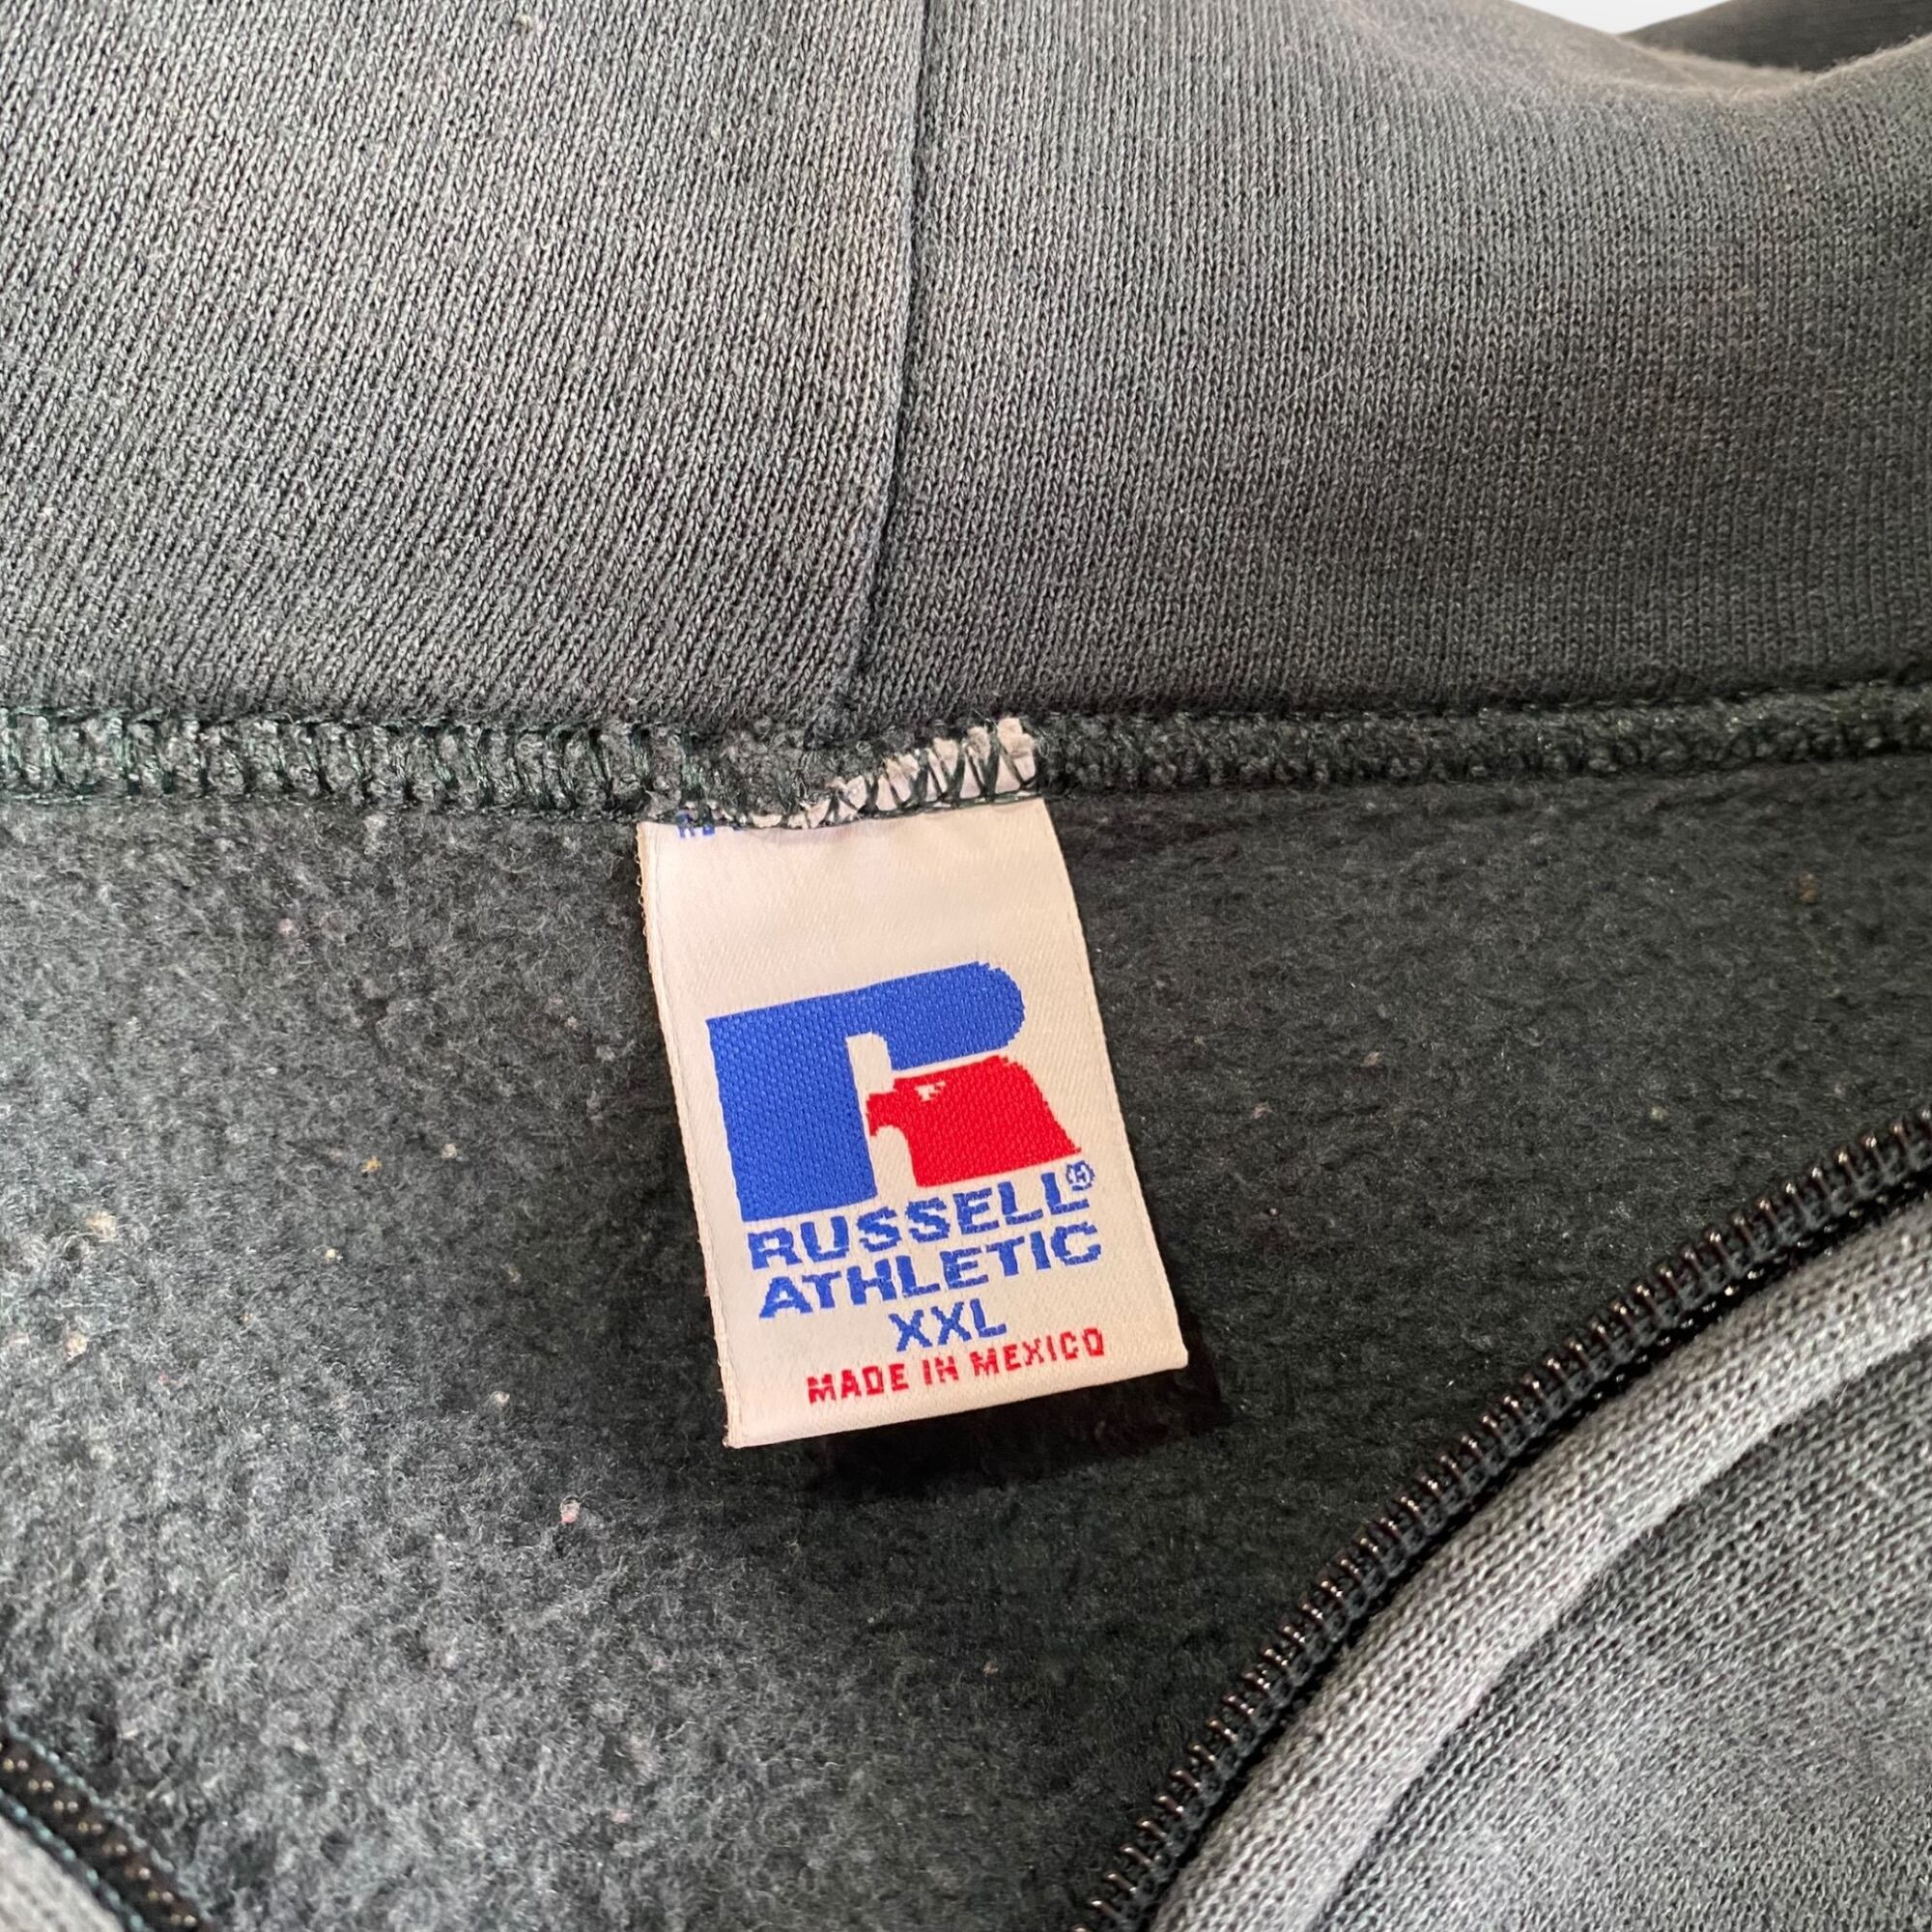 RUSSELL®
ATHLETIC
XXL
MADE IN MEXICO